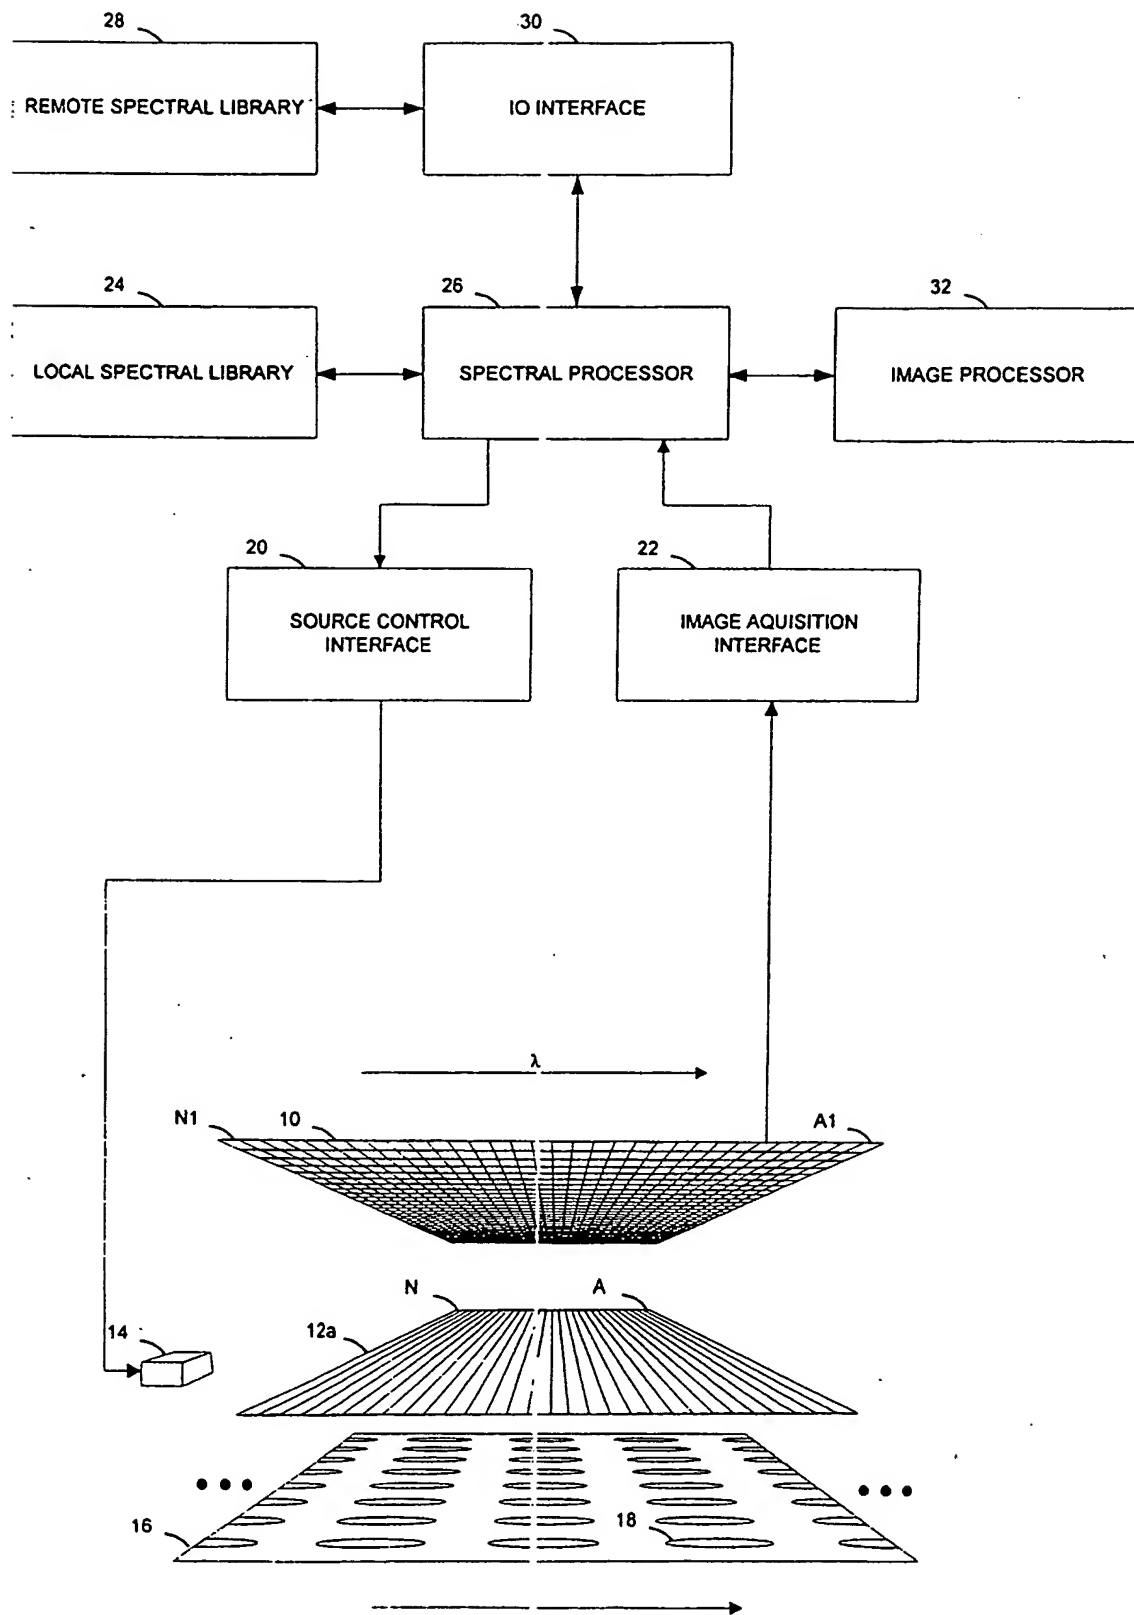 28
30
REMOTE SPECTRAL LIBRARY
IO INTERFACE
24
26
32
LOCAL SPECTRAL LIBRARY
SPECTRAL PROCESSOR
IMAGE PROCESSOR
20
22
SOURCE CONTROL
INTERFACE
IMAGE AQUISITION
INTERFACE
λ
N1
10
A1
N
A
14
12a
16
18